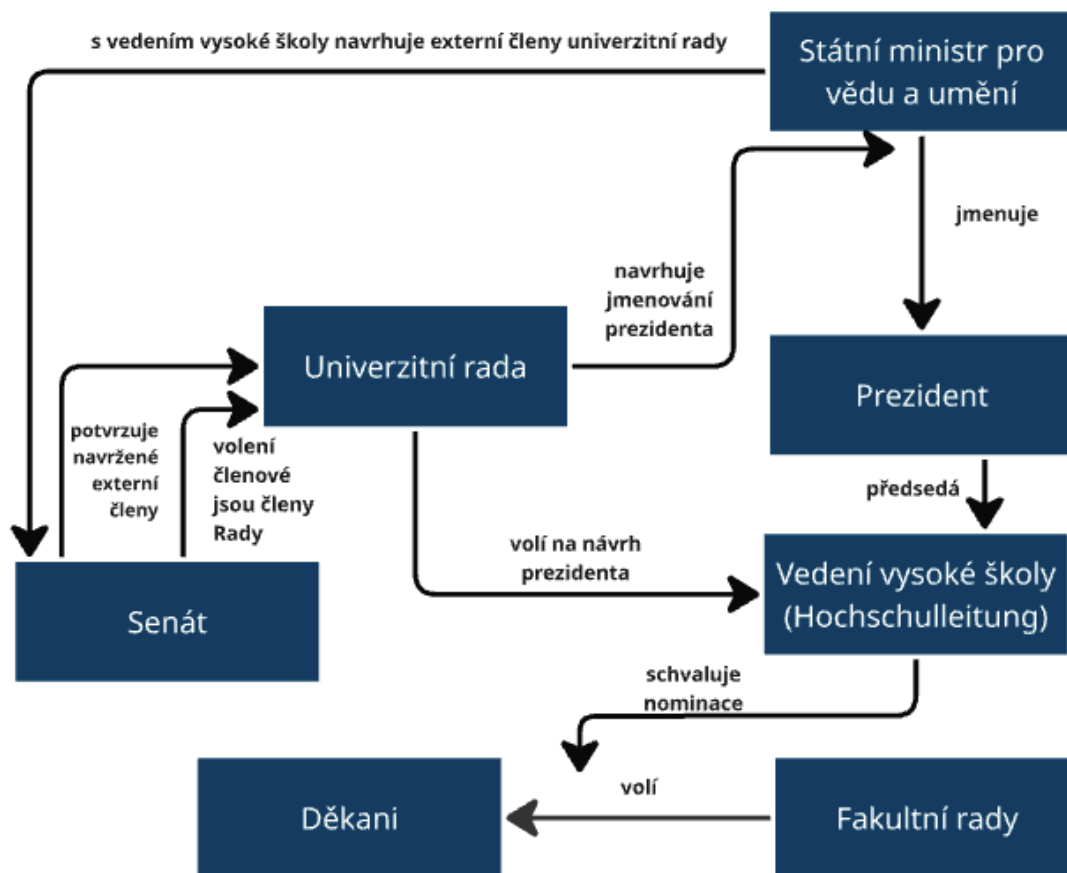 s vedením vysoké školy navrhuje externí členy univerzitní rady
Státní ministr pro
vědu a umění
jmenuje
navrhuje
jmenování
prezidenta
Univerzitní rada
Prezident
potvrzuje
navržené
externí
členy
volení
členové
jsou členy
Rady
předsedá
volí na návrh
prezidenta
Vedení vysoké školy
(Hochschulleitung)
Senát
schvaluje
nominace
Děkani
volí
Fakultní rady